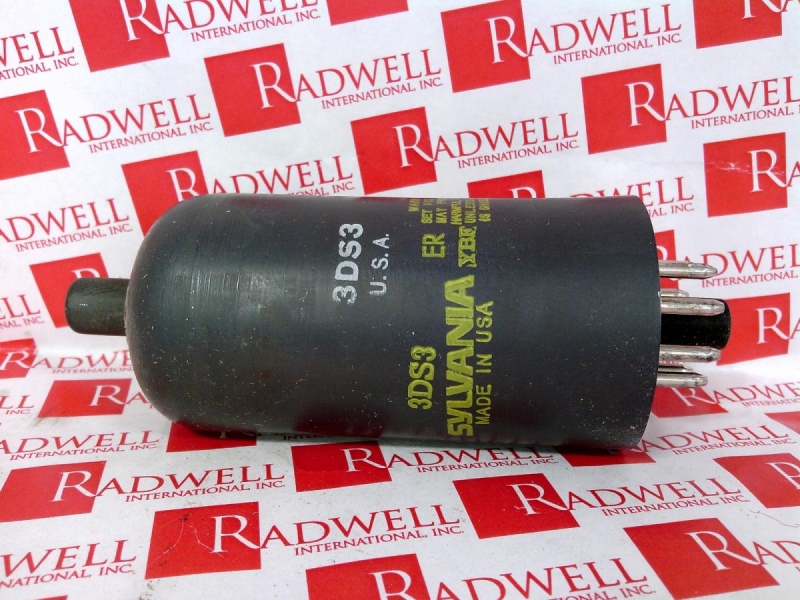 RADWELL
INTERNATIONAL, INC.
3DS3
U.S.A.
3DS3
SYLVANIA
MADE IN USA
ER